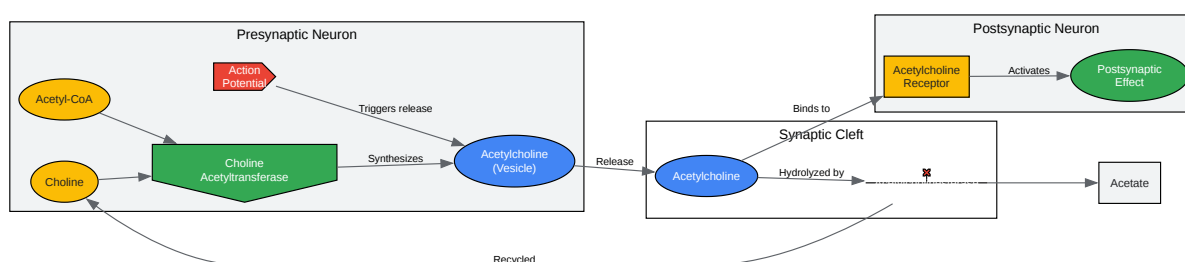 Presynaptic Neuron
Postsynaptic Neuron
Action
Potential
Acetyl-CoA
Triggers release
Acetylcholine
Receptor
Activates
Postsynaptic
Effect
Binds to
Synaptic Cleft
Choline
Acetyltransferase
Synthesizes
Acetylcholine
(Vesicle)
Release
Acetylcholine
Hydrolyzed by
Choline
Acetate
Recycled